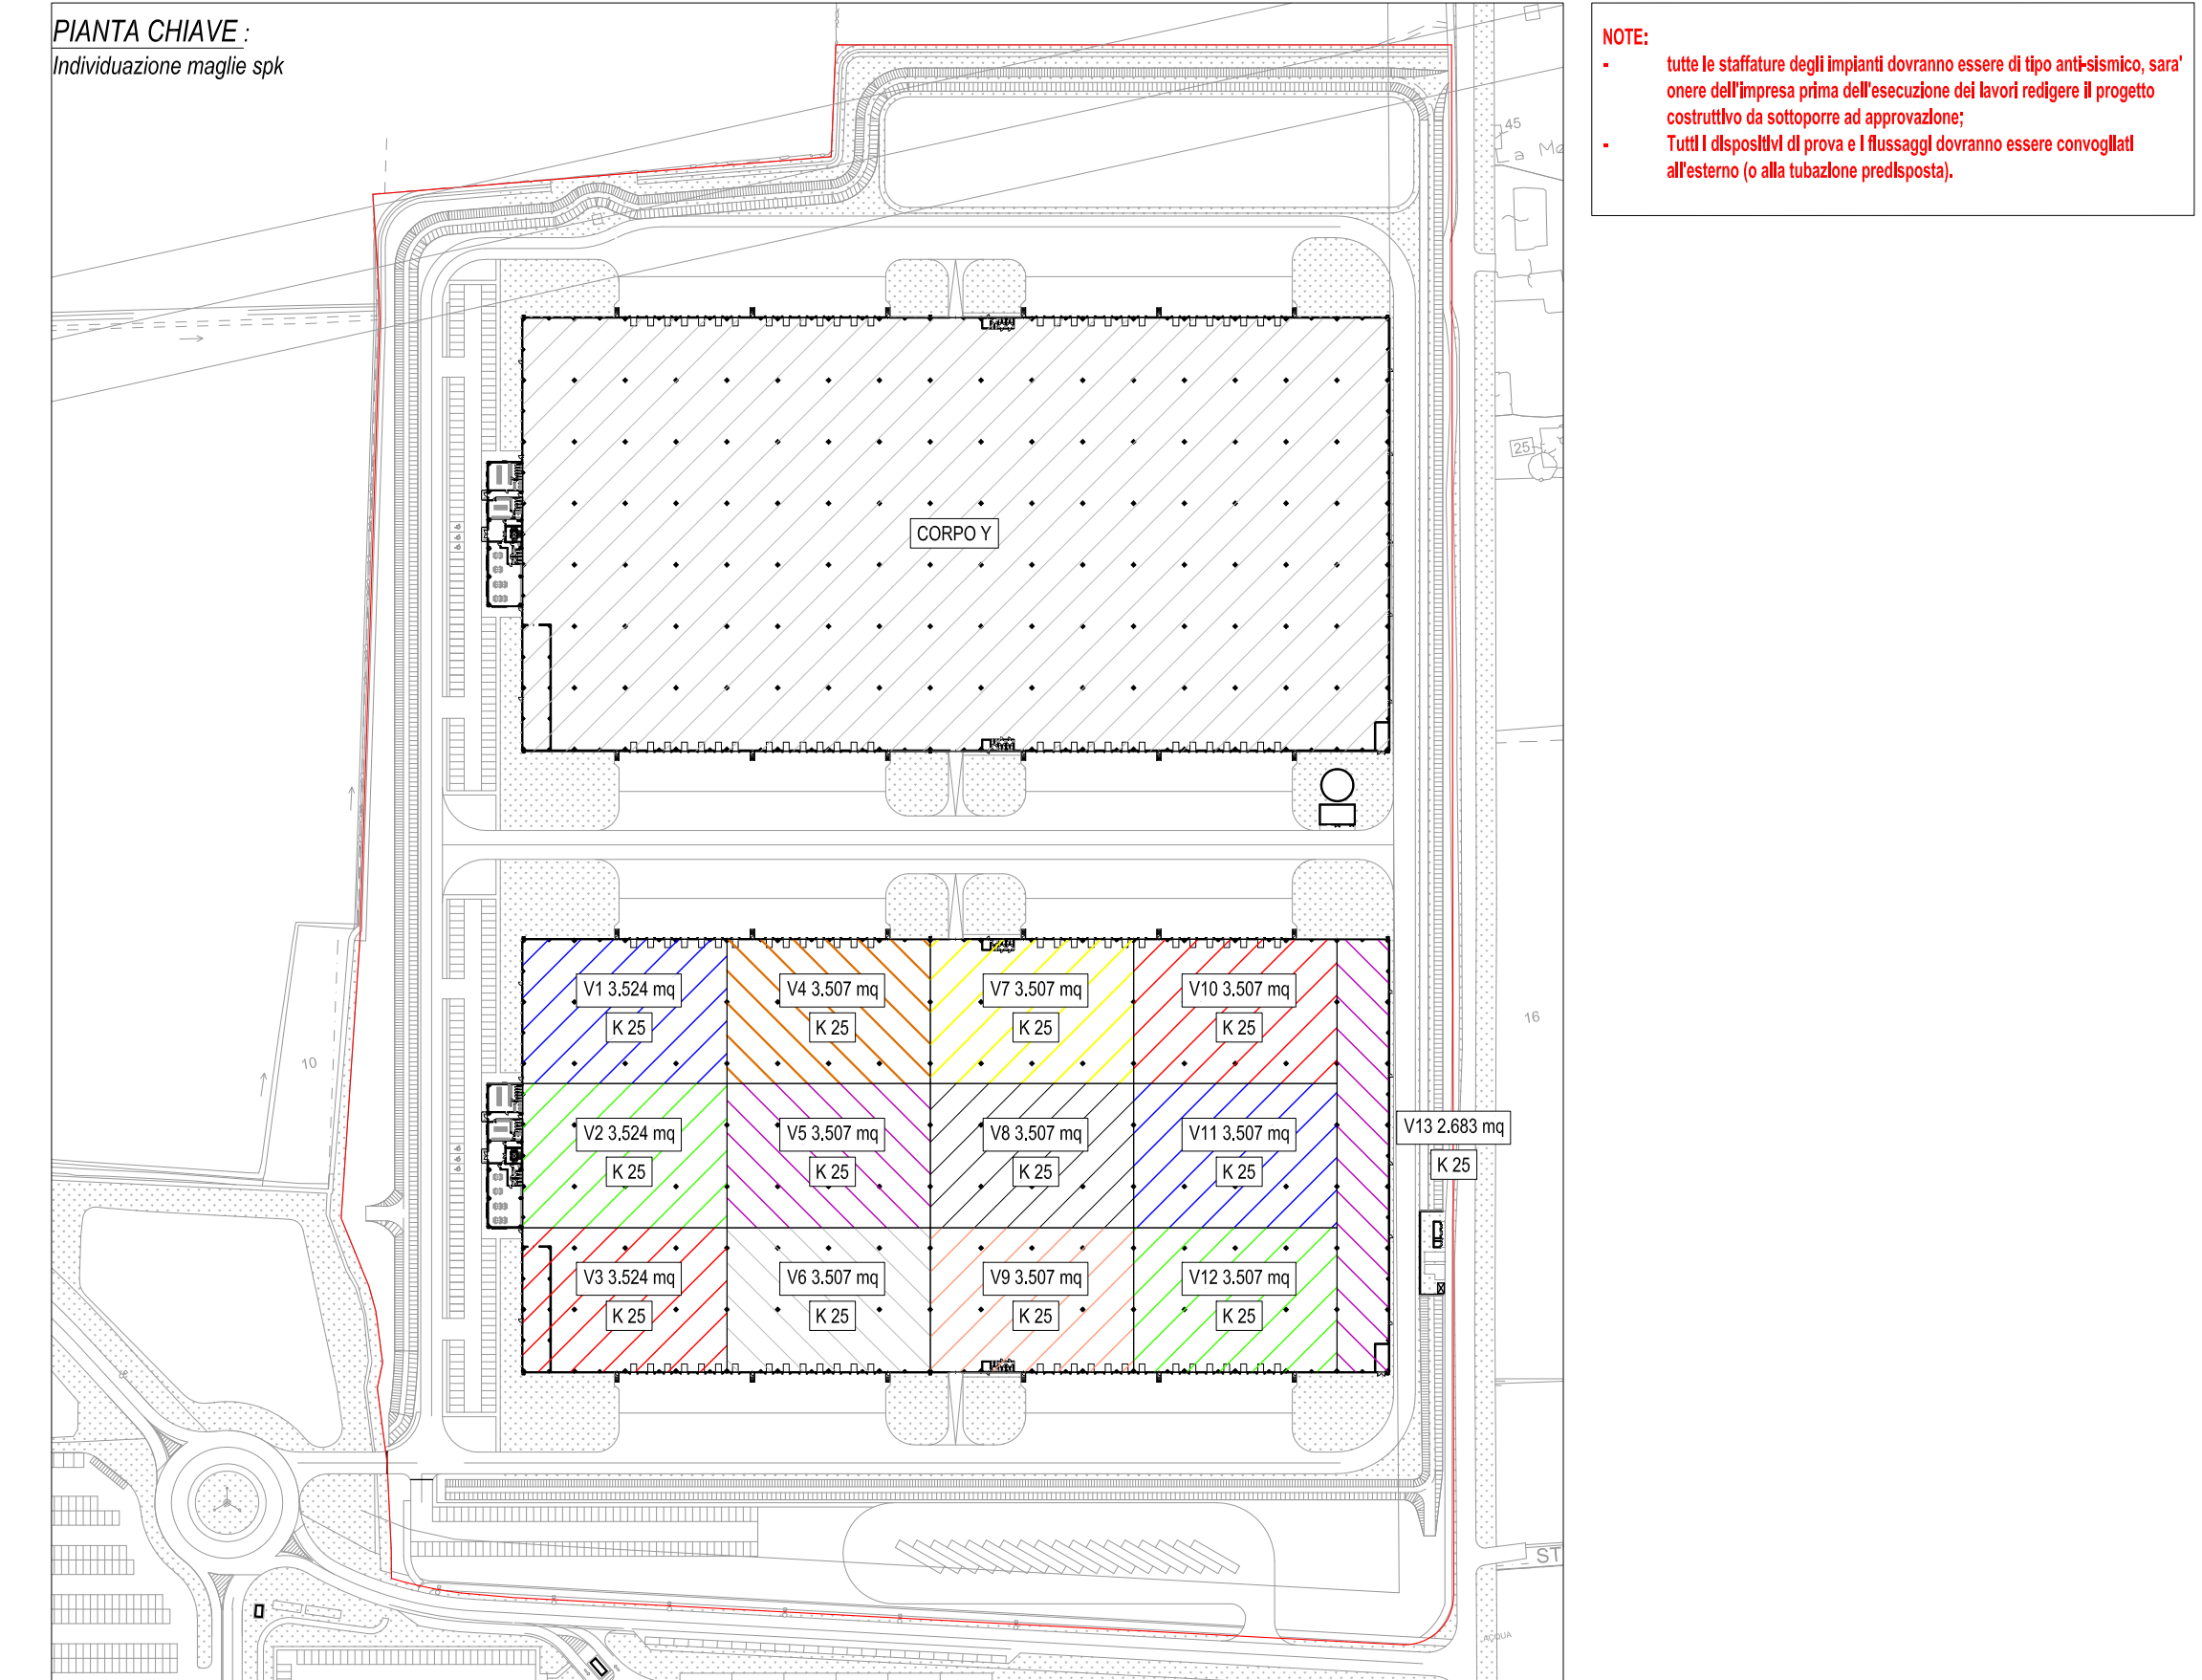 PIANTA CHIAVE :
Individuazione maglie spk
NOTE:
- tutte le staffature degli impianti dovranno essere di tipo anti-sismico, sara'
onere dell'impresa prima dell'esecuzione dei lavori redigere il progetto
costruttivo da sottoporre ad approvazione;
- Tutti i dispositivi di prova e i flussaggi dovranno essere convogliati
all'esterno (o alla tubazione predisposta).
45
La Me
25
CORPO Y
V1 3.524 mq
K 25
V4 3.507 mq
K 25
V7 3.507 mq
K 25
V10 3.507 mq
K 25
16
10
V2 3.524 mq
K 25
V5 3.507 mq
K 25
V8 3.507 mq
K 25
V11 3.507 mq
K 25
V13 2.683 mq
K 25
V3 3.524 mq
K 25
V6 3.507 mq
K 25
V9 3.507 mq
K 25
V12 3.507 mq
K 25
ST
ACQUA